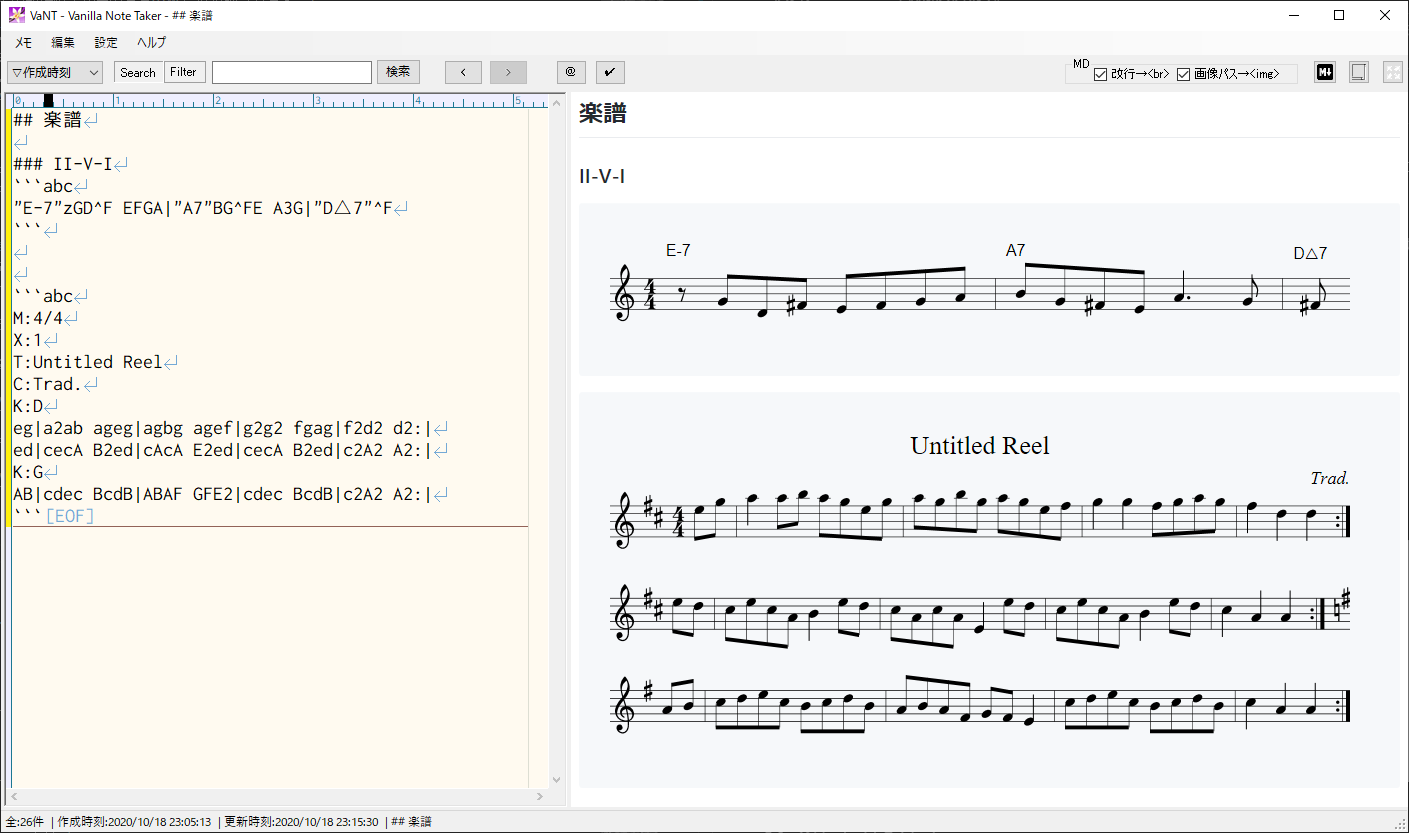 VaNT - Vanilla Note Taker - ## 楽譜
メモ 編集 設定 ヘルプ
▽作成時刻 Search Filter 検索 < > @ ✔ MD ☑改行→<br> ☑画像パス→<img> M↓
0 1 2 3 4 5
## 楽譜↵
↵
### II-V-I↵
```abc↵
"E-7"zGD^F EFGA|"A7"BG^FE A3G|"D△7"^F↵
```↵
↵
↵
```abc↵
M:4/4↵
X:1↵
T:Untitled Reel↵
C:Trad.↵
K:D↵
eg|a2ab ageg|agbg agef|g2g2 fgag|f2d2 d2:|↵
ed|cecA B2ed|cAcA E2ed|cecA B2ed|c2A2 A2:|↵
K:G↵
AB|cdec BcdB|ABAF GFE2|cdec BcdB|c2A2 A2:|↵
```[EOF]
楽譜
II-V-I
E-7 A7 D△7
4/4
Untitled Reel
Trad.
4/4
全:26件 | 作成時刻:2020/10/18 23:05:13 | 更新時刻:2020/10/18 23:15:30 | ## 楽譜